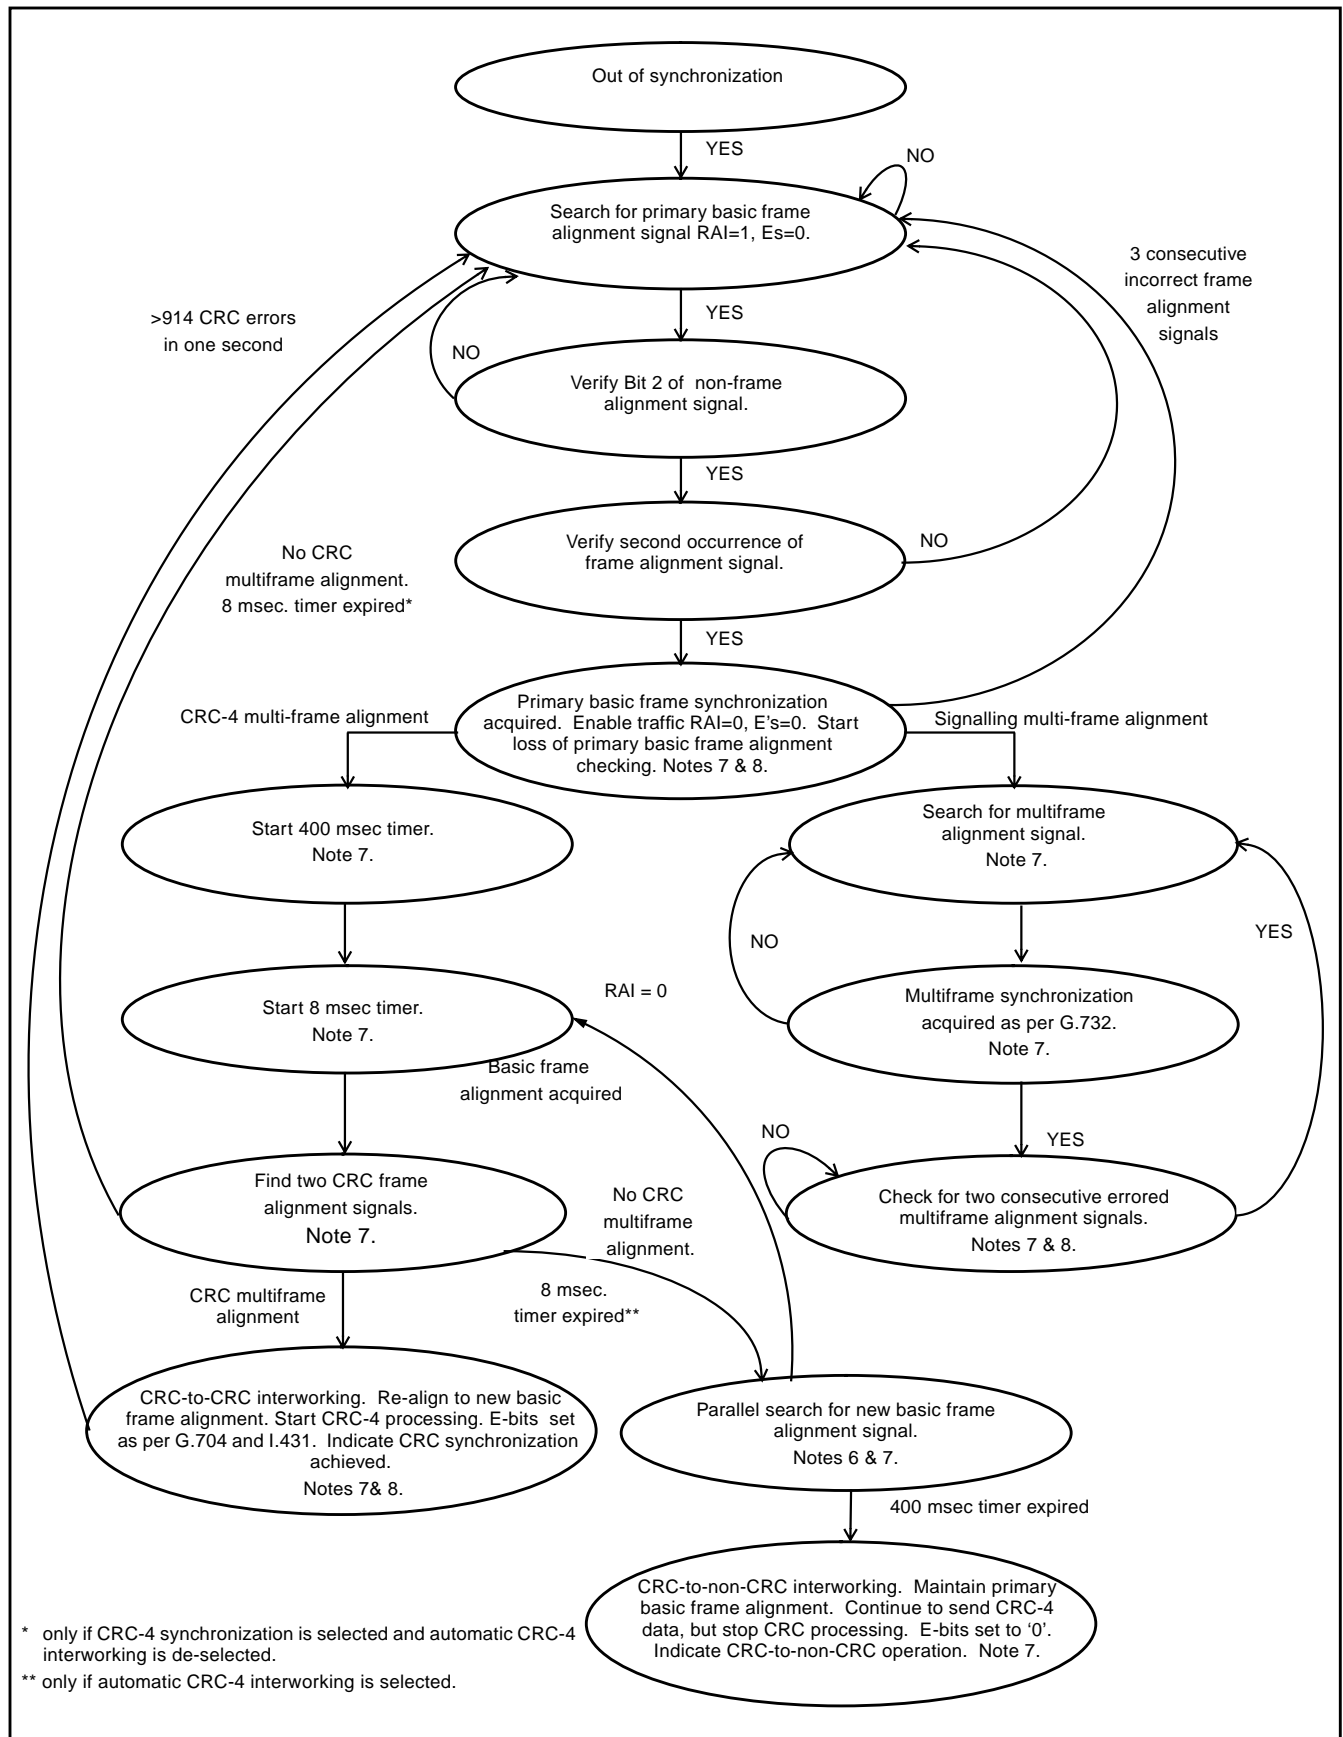 Out of synchronization
YES
NO
Search for primary basic frame
alignment signal RAI=1, Es=0.
3 consecutive
incorrect frame
alignment
signals
>914 CRC errors
in one second
YES
NO
Verify Bit 2 of non-frame
alignment signal.
YES
No CRC
multiframe alignment.
8 msec. timer expired*
Verify second occurrence of
frame alignment signal.
NO
YES
CRC-4 multi-frame alignment
Primary basic frame synchronization
acquired. Enable traffic RAI=0, E's=0. Start
loss of primary basic frame alignment
checking. Notes 7 & 8.
Signalling multi-frame alignment
Start 400 msec timer.
Note 7.
Search for multiframe
alignment signal.
Note 7.
NO
YES
Start 8 msec timer.
Note 7.
RAI = 0
Basic frame
alignment acquired
Multiframe synchronization
acquired as per G.732.
Note 7.
YES
NO
Find two CRC frame
alignment signals.
Note 7.
No CRC
multiframe
alignment.
8 msec.
timer expired**
Check for two consecutive errored
multiframe alignment signals.
Notes 7 & 8.
CRC multiframe
alignment
CRC-to-CRC interworking. Re-align to new basic
frame alignment. Start CRC-4 processing. E-bits set
as per G.704 and I.431. Indicate CRC synchronization
achieved.
Notes 7& 8.
Parallel search for new basic frame
alignment signal.
Notes 6 & 7.
400 msec timer expired
CRC-to-non-CRC interworking. Maintain primary
basic frame alignment. Continue to send CRC-4
data, but stop CRC processing. E-bits set to ‘0’.
Indicate CRC-to-non-CRC operation. Note 7.
* only if CRC-4 synchronization is selected and automatic CRC-4
interworking is de-selected.
** only if automatic CRC-4 interworking is selected.